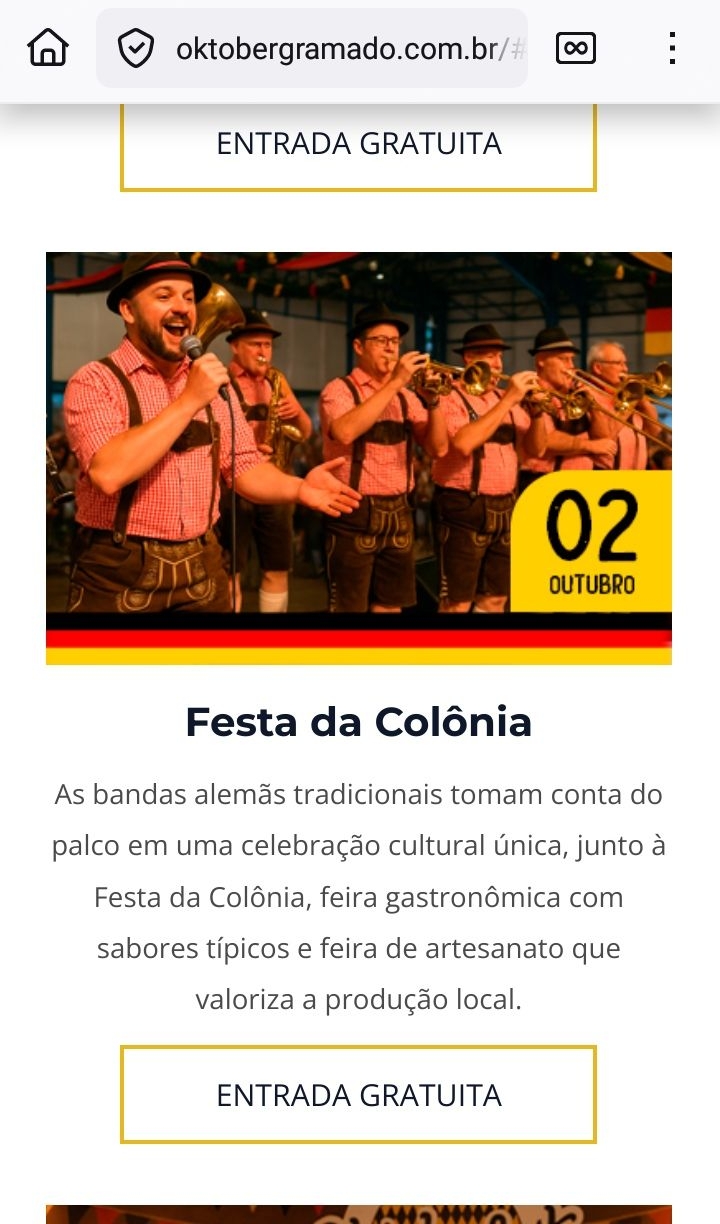 oktobergramado.com.br/#
ENTRADA GRATUITA
02
OUTUBRO
Festa da Colônia
As bandas alemãs tradicionais tomam conta do
palco em uma celebração cultural única, junto à
Festa da Colônia, feira gastronômica com
sabores típicos e feira de artesanato que
valoriza a produção local.
ENTRADA GRATUITA